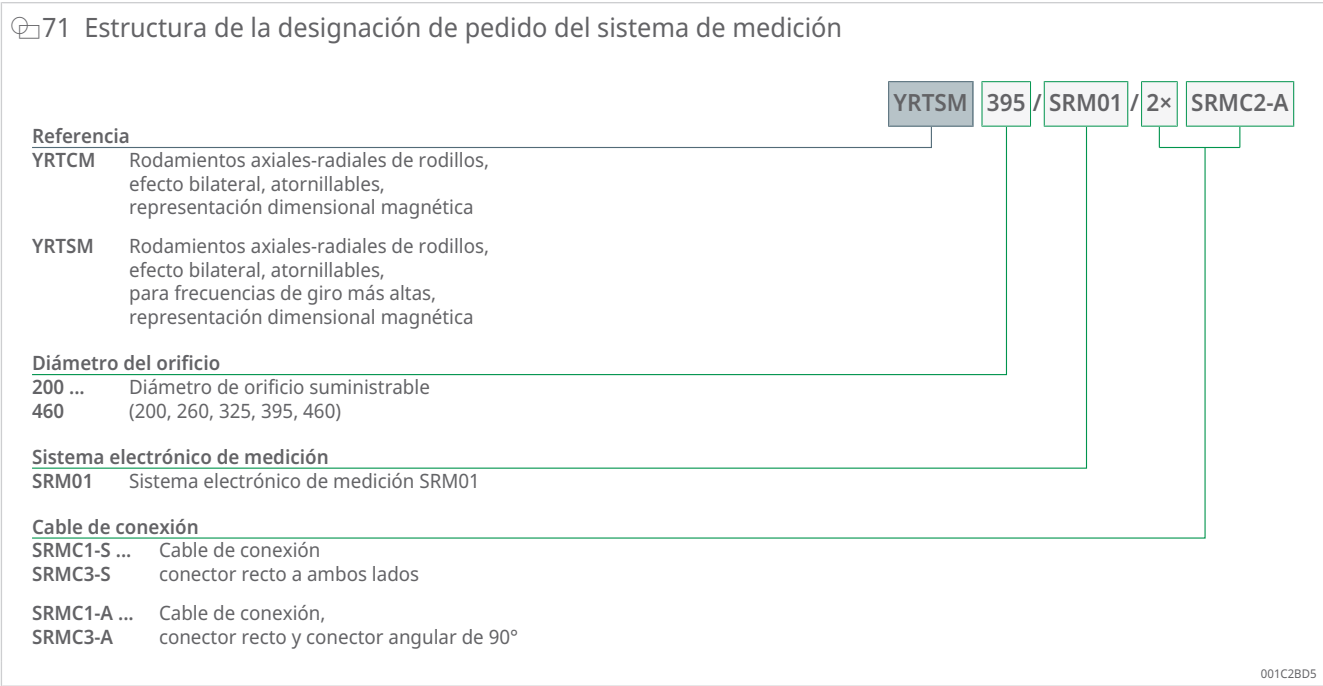 71 Estructura de la designación de pedido del sistema de medición
YRTSM 395 / SRM01 / 2× SRMC2-A
Referencia
YRTCM Rodamientos axiales-radiales de rodillos,
efecto bilateral, atornillables,
representación dimensional magnética
YRTSM Rodamientos axiales-radiales de rodillos,
efecto bilateral, atornillables,
para frecuencias de giro más altas,
representación dimensional magnética
Diámetro del orificio
200 ... Diámetro de orificio suministrable
460 (200, 260, 325, 395, 460)
Sistema electrónico de medición
SRM01 Sistema electrónico de medición SRM01
Cable de conexión
SRMC1-S ... Cable de conexión
SRMC3-S conector recto a ambos lados
SRMC1-A ... Cable de conexión,
SRMC3-A conector recto y conector angular de 90°
001C2BD5